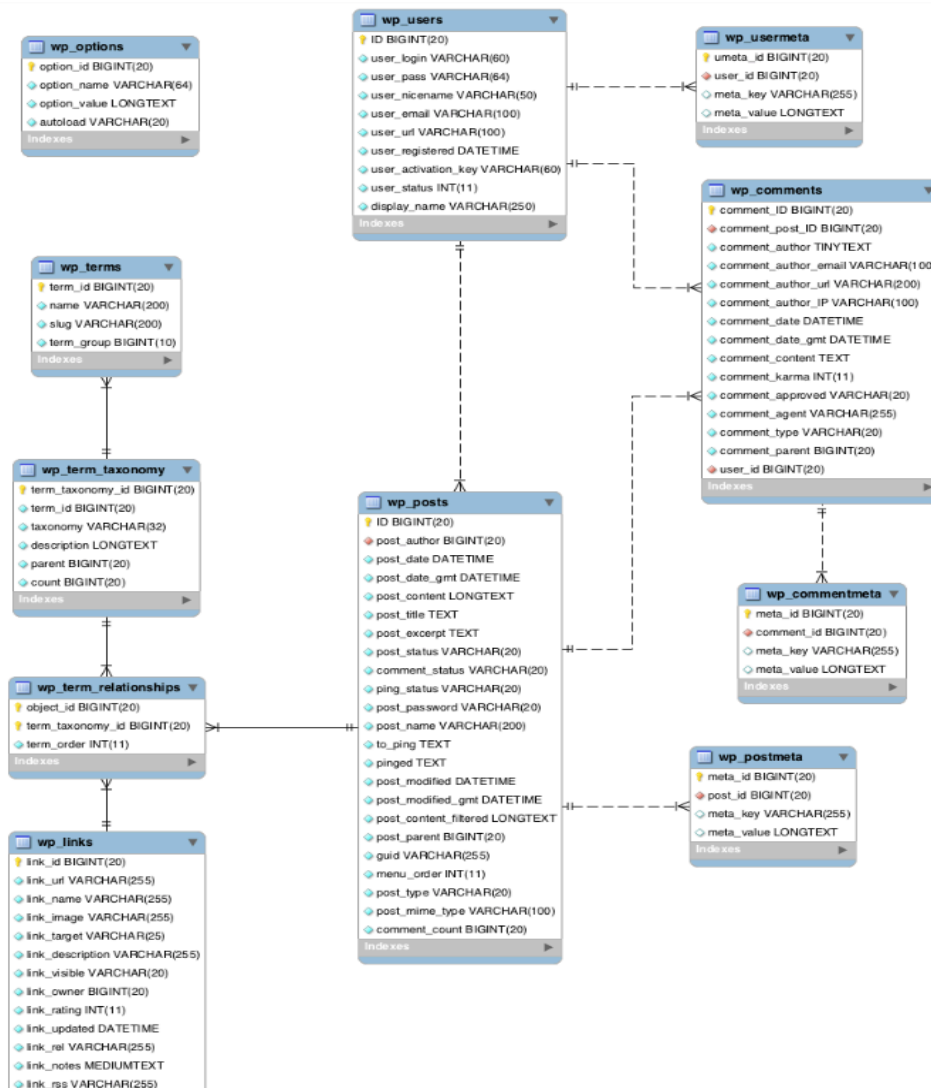 wp_options
option_id BIGINT(20)
option_name VARCHAR(64)
option_value LONGTEXT
autoload VARCHAR(20)
Indexes
wp_users
ID BIGINT(20)
user_login VARCHAR(60)
user_pass VARCHAR(64)
user_nicename VARCHAR(50)
user_email VARCHAR(100)
user_url VARCHAR(100)
user_registered DATETIME
user_activation_key VARCHAR(60)
user_status INT(11)
display_name VARCHAR(250)
Indexes
wp_usermeta
umeta_id BIGINT(20)
user_id BIGINT(20)
meta_key VARCHAR(255)
meta_value LONGTEXT
Indexes
wp_comments
comment_ID BIGINT(20)
comment_post_ID BIGINT(20)
comment_author TINYTEXT
comment_author_email VARCHAR(100
comment_author_url VARCHAR(200)
comment_author_IP VARCHAR(100)
comment_date DATETIME
comment_date_gmt DATETIME
comment_content TEXT
comment_karma INT(11)
comment_approved VARCHAR(20)
comment_agent VARCHAR(255)
comment_type VARCHAR(20)
comment_parent BIGINT(20)
user_id BIGINT(20)
Indexes
wp_terms
term_id BIGINT(20)
name VARCHAR(200)
slug VARCHAR(200)
term_group BIGINT(10)
Indexes
wp_term_taxonomy
term_taxonomy_id BIGINT(20)
term_id BIGINT(20)
taxonomy VARCHAR(32)
description LONGTEXT
parent BIGINT(20)
count BIGINT(20)
Indexes
wp_posts
ID BIGINT(20)
post_author BIGINT(20)
post_date DATETIME
post_date_gmt DATETIME
post_content LONGTEXT
post_title TEXT
post_excerpt TEXT
post_status VARCHAR(20)
comment_status VARCHAR(20)
ping_status VARCHAR(20)
post_password VARCHAR(20)
post_name VARCHAR(200)
to_ping TEXT
pinged TEXT
post_modified DATETIME
post_modified_gmt DATETIME
post_content_filtered LONGTEXT
post_parent BIGINT(20)
guid VARCHAR(255)
menu_order INT(11)
post_type VARCHAR(20)
post_mime_type VARCHAR(100)
comment_count BIGINT(20)
Indexes
wp_commentmeta
meta_id BIGINT(20)
comment_id BIGINT(20)
meta_key VARCHAR(255)
meta_value LONGTEXT
Indexes
wp_term_relationships
object_id BIGINT(20)
term_taxonomy_id BIGINT(20)
term_order INT(11)
Indexes
wp_postmeta
meta_id BIGINT(20)
post_id BIGINT(20)
meta_key VARCHAR(255)
meta_value LONGTEXT
Indexes
wp_links
link_id BIGINT(20)
link_url VARCHAR(255)
link_name VARCHAR(255)
link_image VARCHAR(255)
link_target VARCHAR(25)
link_description VARCHAR(255)
link_visible VARCHAR(20)
link_owner BIGINT(20)
link_rating INT(11)
link_updated DATETIME
link_rel VARCHAR(255)
link_notes MEDIUMTEXT
link_rss VARCHAR(255)